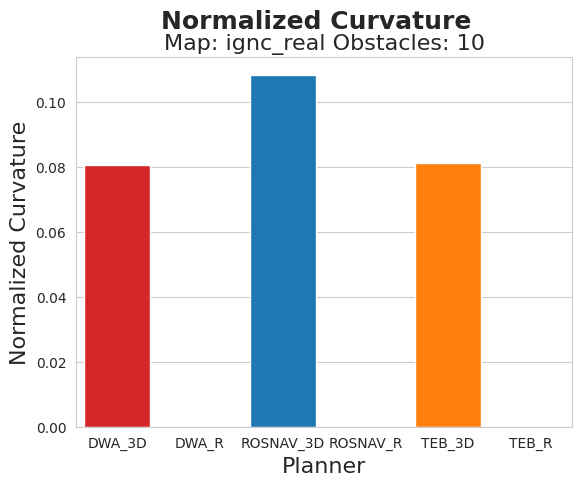 Normalized Curvature
Map: ignc_real Obstacles: 10
Normalized Curvature
0.10
0.08
0.06
0.04
0.02
0.00
DWA_3D DWA_R ROSNAV_3D ROSNAV_R TEB_3D TEB_R
Planner